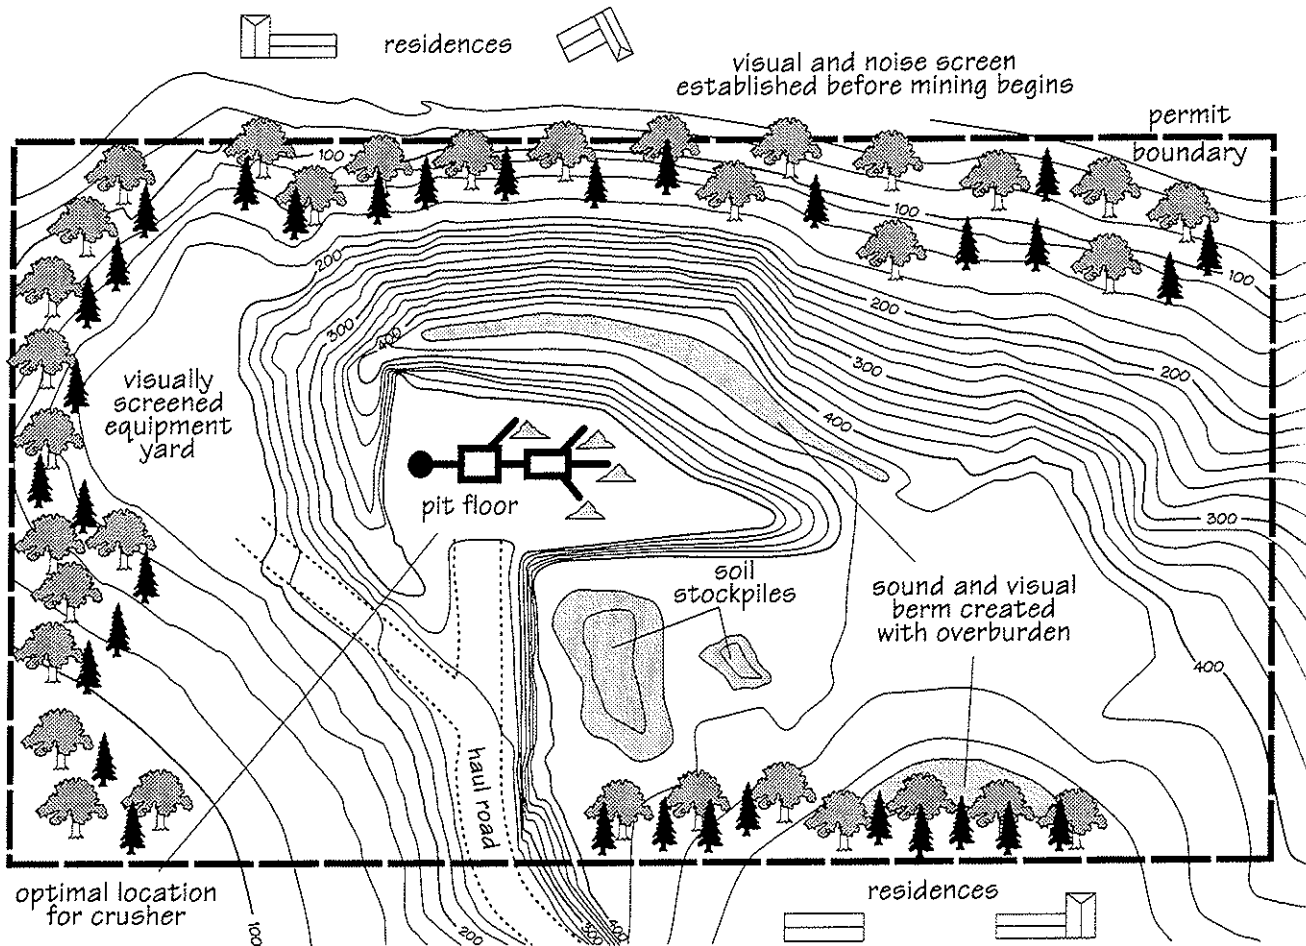 residences
visual and noise screen
established before mining begins
permit
boundary
100
100
100
200
200
300
400
300
200
400
visually
screened
equipment
yard
pit floor
300
soil
stockpiles
sound and visual
berm created
with overburden
400
haul road
optimal location
for crusher
residences
100
200
300
400